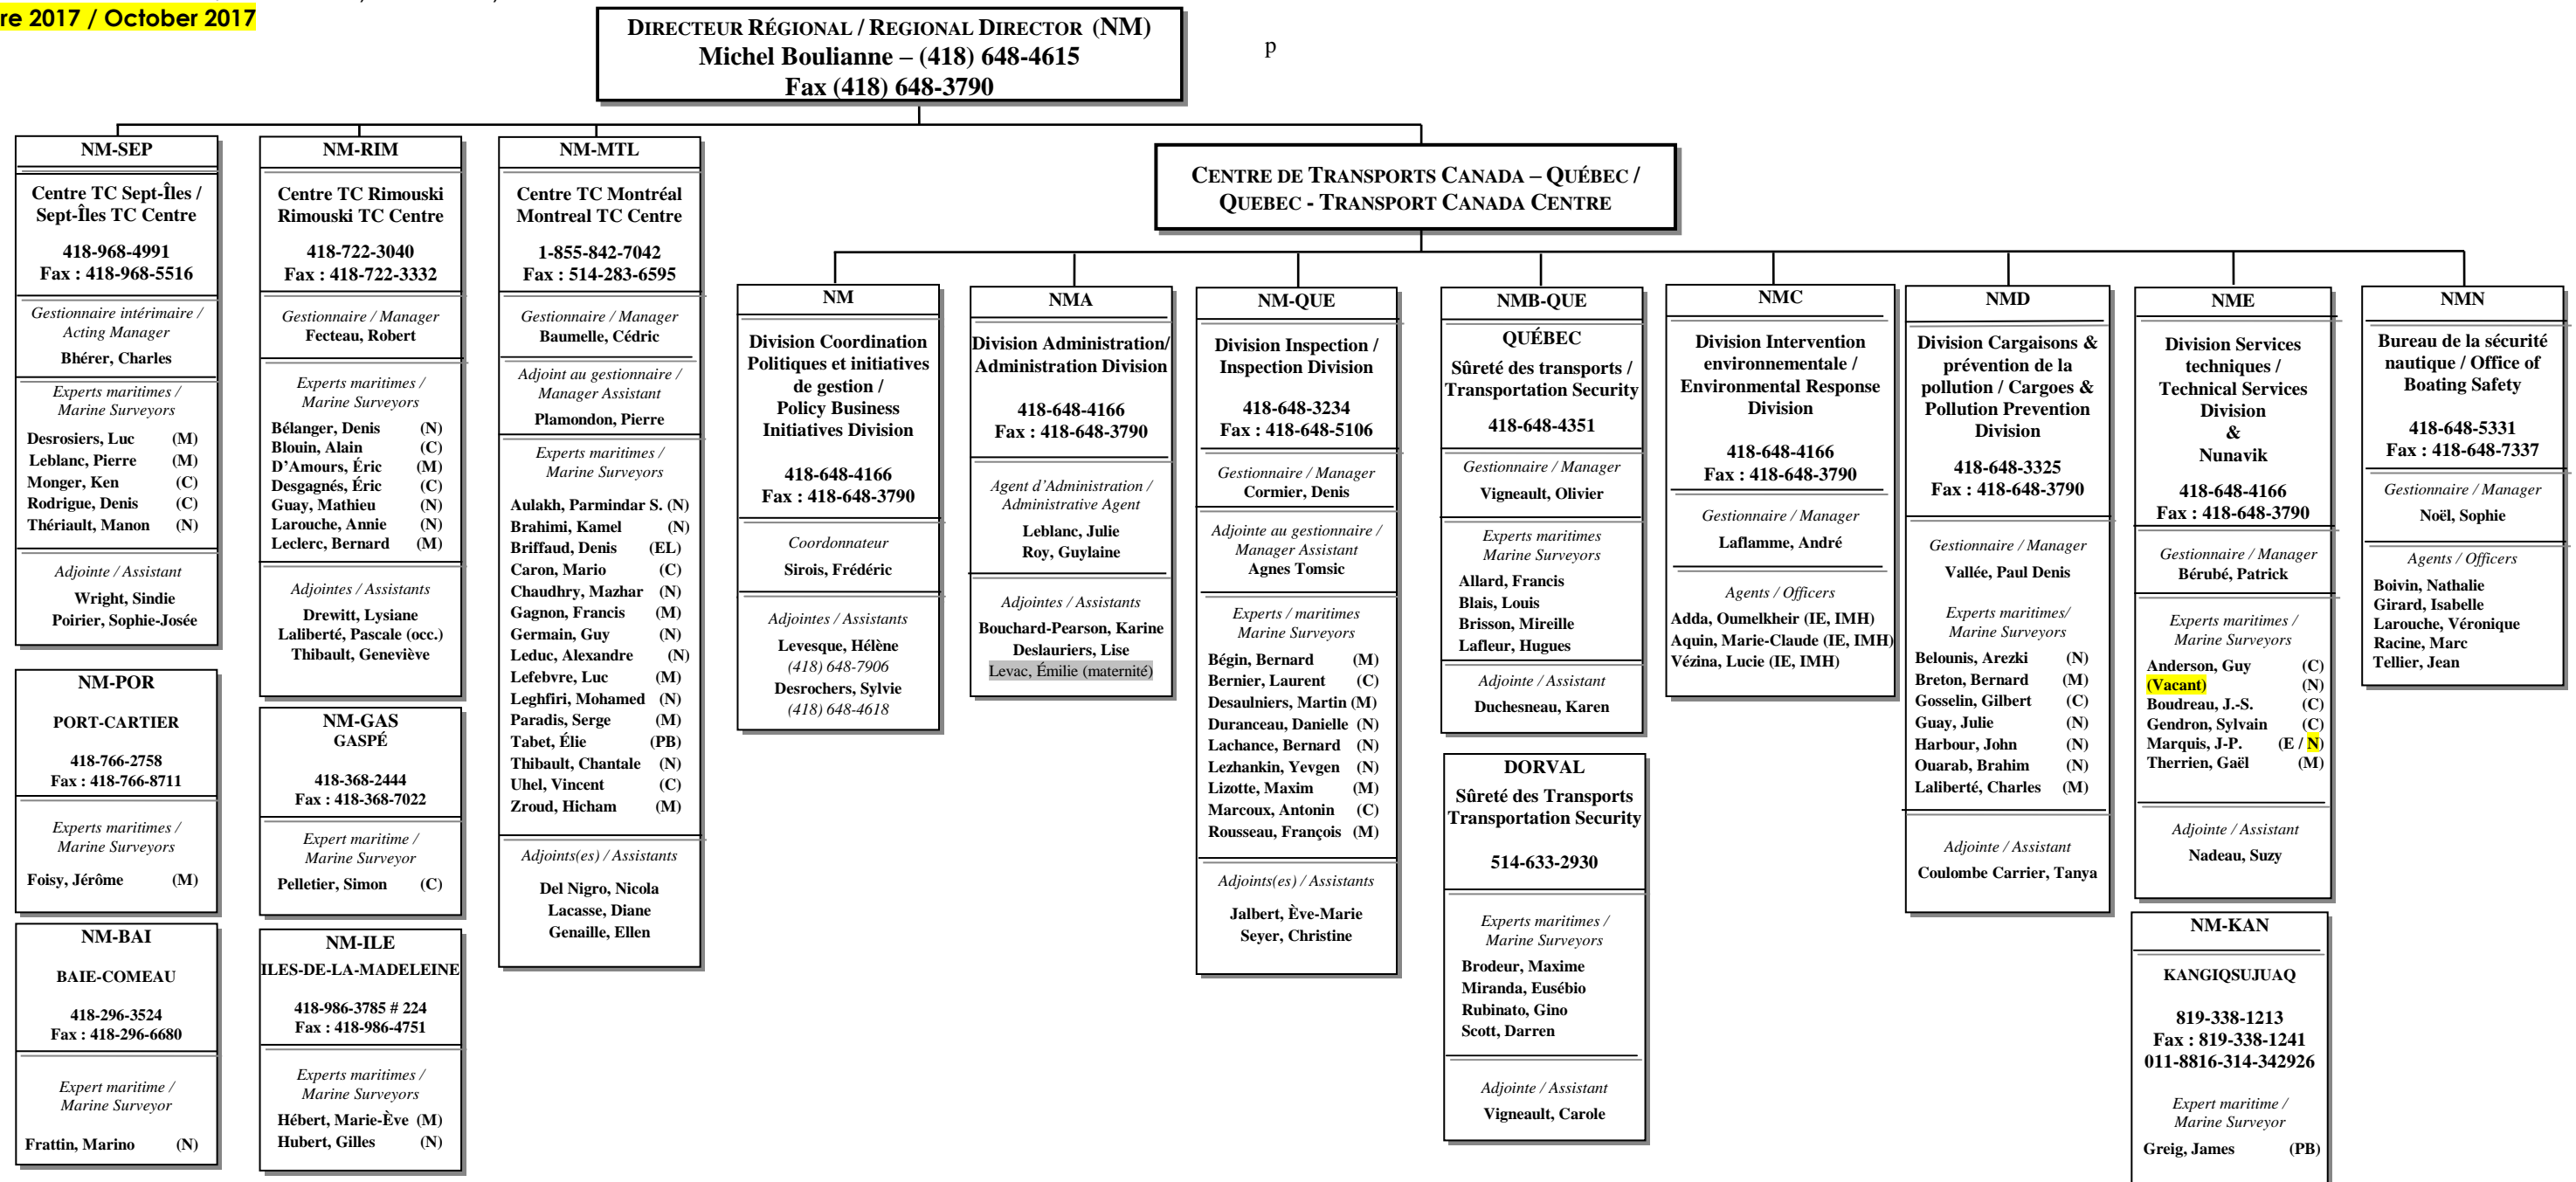 re 2017 / October 2017
DIRECTEUR RÉGIONAL / REGIONAL DIRECTOR (NM)
Michel Boulianne – (418) 648-4615
Fax (418) 648-3790
p
NM-SEP
Centre TC Sept-Îles /
Sept-Îles TC Centre
418-968-4991
Fax : 418-968-5516
Gestionnaire intérimaire /
Acting Manager
Bhérer, Charles
Experts maritimes /
Marine Surveyors
Desrosiers, Luc (M)
Leblanc, Pierre (M)
Monger, Ken (C)
Rodrigue, Denis (C)
Thériault, Manon (N)
Adjointe / Assistant
Wright, Sindie
Poirier, Sophie-Josée
NM-POR
PORT-CARTIER
418-766-2758
Fax : 418-766-8711
Experts maritimes /
Marine Surveyors
Foisy, Jérôme (M)
NM-BAI
BAIE-COMEAU
418-296-3524
Fax : 418-296-6680
Expert maritime /
Marine Surveyor
Frattin, Marino (N)
NM-RIM
Centre TC Rimouski
Rimouski TC Centre
418-722-3040
Fax : 418-722-3332
Gestionnaire / Manager
Fecteau, Robert
Experts maritimes /
Marine Surveyors
Bélanger, Denis (N)
Blouin, Alain (C)
D’Amours, Éric (M)
Desgagnés, Éric (C)
Guay, Mathieu (N)
Larouche, Annie (N)
Leclerc, Bernard (M)
Adjointes / Assistants
Drewitt, Lysiane
Laliberté, Pascale (occ.)
Thibault, Geneviève
NM-GAS
GASPÉ
418-368-2444
Fax : 418-368-7022
Expert maritime /
Marine Surveyor
Pelletier, Simon (C)
NM-ILE
ILES-DE-LA-MADELEINE
418-986-3785 # 224
Fax : 418-986-4751
Experts maritimes /
Marine Surveyors
Hébert, Marie-Ève (M)
Hubert, Gilles (N)
NM-MTL
Centre TC Montréal
Montreal TC Centre
1-855-842-7042
Fax : 514-283-6595
Gestionnaire / Manager
Baumelle, Cédric
Adjoint au gestionnaire /
Manager Assistant
Plamondon, Pierre
Experts maritimes /
Marine Surveyors
Aulakh, Parmindar S. (N)
Brahimi, Kamel (N)
Briffaud, Denis (EL)
Caron, Mario (C)
Chaudhry, Mazhar (N)
Gagnon, Francis (M)
Germain, Guy (N)
Leduc, Alexandre (N)
Lefebvre, Luc (M)
Leghfiri, Mohamed (N)
Paradis, Serge (M)
Tabet, Élie (PB)
Thibault, Chantale (N)
Uhel, Vincent (C)
Zroud, Hicham (M)
Adjoints(es) / Assistants
Del Nigro, Nicola
Lacasse, Diane
Genaille, Ellen
CENTRE DE TRANSPORTS CANADA – QUÉBEC /
QUEBEC - TRANSPORT CANADA CENTRE
NM
Division Coordination
Politiques et initiatives
de gestion /
Policy Business
Initiatives Division
418-648-4166
Fax : 418-648-3790
Coordonnateur
Sirois, Frédéric
Adjointes / Assistants
Levesque, Hélène
(418) 648-7906
Desrochers, Sylvie
(418) 648-4618
NMA
Division Administration/
Administration Division
418-648-4166
Fax : 418-648-3790
Agent d’Administration /
Administrative Agent
Leblanc, Julie
Roy, Guylaine
Adjointes / Assistants
Bouchard-Pearson, Karine
Deslauriers, Lise
Levac, Émilie (maternité)
NM-QUE
Division Inspection /
Inspection Division
418-648-3234
Fax : 418-648-5106
Gestionnaire / Manager
Cormier, Denis
Adjointe au gestionnaire /
Manager Assistant
Agnes Tomsic
Experts / maritimes
Marine Surveyors
Bégin, Bernard (M)
Bernier, Laurent (C)
Desaulniers, Martin (M)
Duranceau, Danielle (N)
Lachance, Bernard (N)
Lezhankin, Yevgen (N)
Lizotte, Maxim (M)
Marcoux, Antonin (C)
Rousseau, François (M)
Adjoints(es) / Assistants
Jalbert, Ève-Marie
Seyer, Christine
NMB-QUE
QUÉBEC
Sûreté des transports /
Transportation Security
418-648-4351
Gestionnaire / Manager
Vigneault, Olivier
Experts maritimes
Marine Surveyors
Allard, Francis
Blais, Louis
Brisson, Mireille
Lafleur, Hugues
Adjointe / Assistant
Duchesneau, Karen
DORVAL
Sûreté des Transports
Transportation Security
514-633-2930
Experts maritimes /
Marine Surveyors
Brodeur, Maxime
Miranda, Eusébio
Rubinato, Gino
Scott, Darren
Adjointe / Assistant
Vigneault, Carole
NMC
Division Intervention
environnementale /
Environmental Response
Division
418-648-4166
Fax : 418-648-3790
Gestionnaire / Manager
Laflamme, André
Agents / Officers
Adda, Oumelkheir (IE, IMH)
Aquin, Marie-Claude (IE, IMH)
Vézina, Lucie (IE, IMH)
NMD
Division Cargaisons &
prévention de la
pollution / Cargoes &
Pollution Prevention
Division
418-648-3325
Fax : 418-648-3790
Gestionnaire / Manager
Vallée, Paul Denis
Experts maritimes/
Marine Surveyors
Belounis, Arezki (N)
Breton, Bernard (M)
Gosselin, Gilbert (C)
Guay, Julie (N)
Harbour, John (N)
Ouarab, Brahim (N)
Laliberté, Charles (M)
Adjointe / Assistant
Coulombe Carrier, Tanya
NME
Division Services
techniques /
Technical Services
Division
&
Nunavik
418-648-4166
Fax : 418-648-3790
Gestionnaire / Manager
Bérubé, Patrick
Experts maritimes /
Marine Surveyors
Anderson, Guy (C)
(Vacant) (N)
Boudreau, J.-S. (C)
Gendron, Sylvain (C)
Marquis, J-P. (E / N)
Therrien, Gaël (M)
Adjointe / Assistant
Nadeau, Suzy
NM-KAN
KANGIQSUJUAQ
819-338-1213
Fax : 819-338-1241
011-8816-314-342926
Expert maritime /
Marine Surveyor
Greig, James (PB)
NMN
Bureau de la sécurité
nautique / Office of
Boating Safety
418-648-5331
Fax : 418-648-7337
Gestionnaire / Manager
Noël, Sophie
Agents / Officers
Boivin, Nathalie
Girard, Isabelle
Larouche, Véronique
Racine, Marc
Tellier, Jean